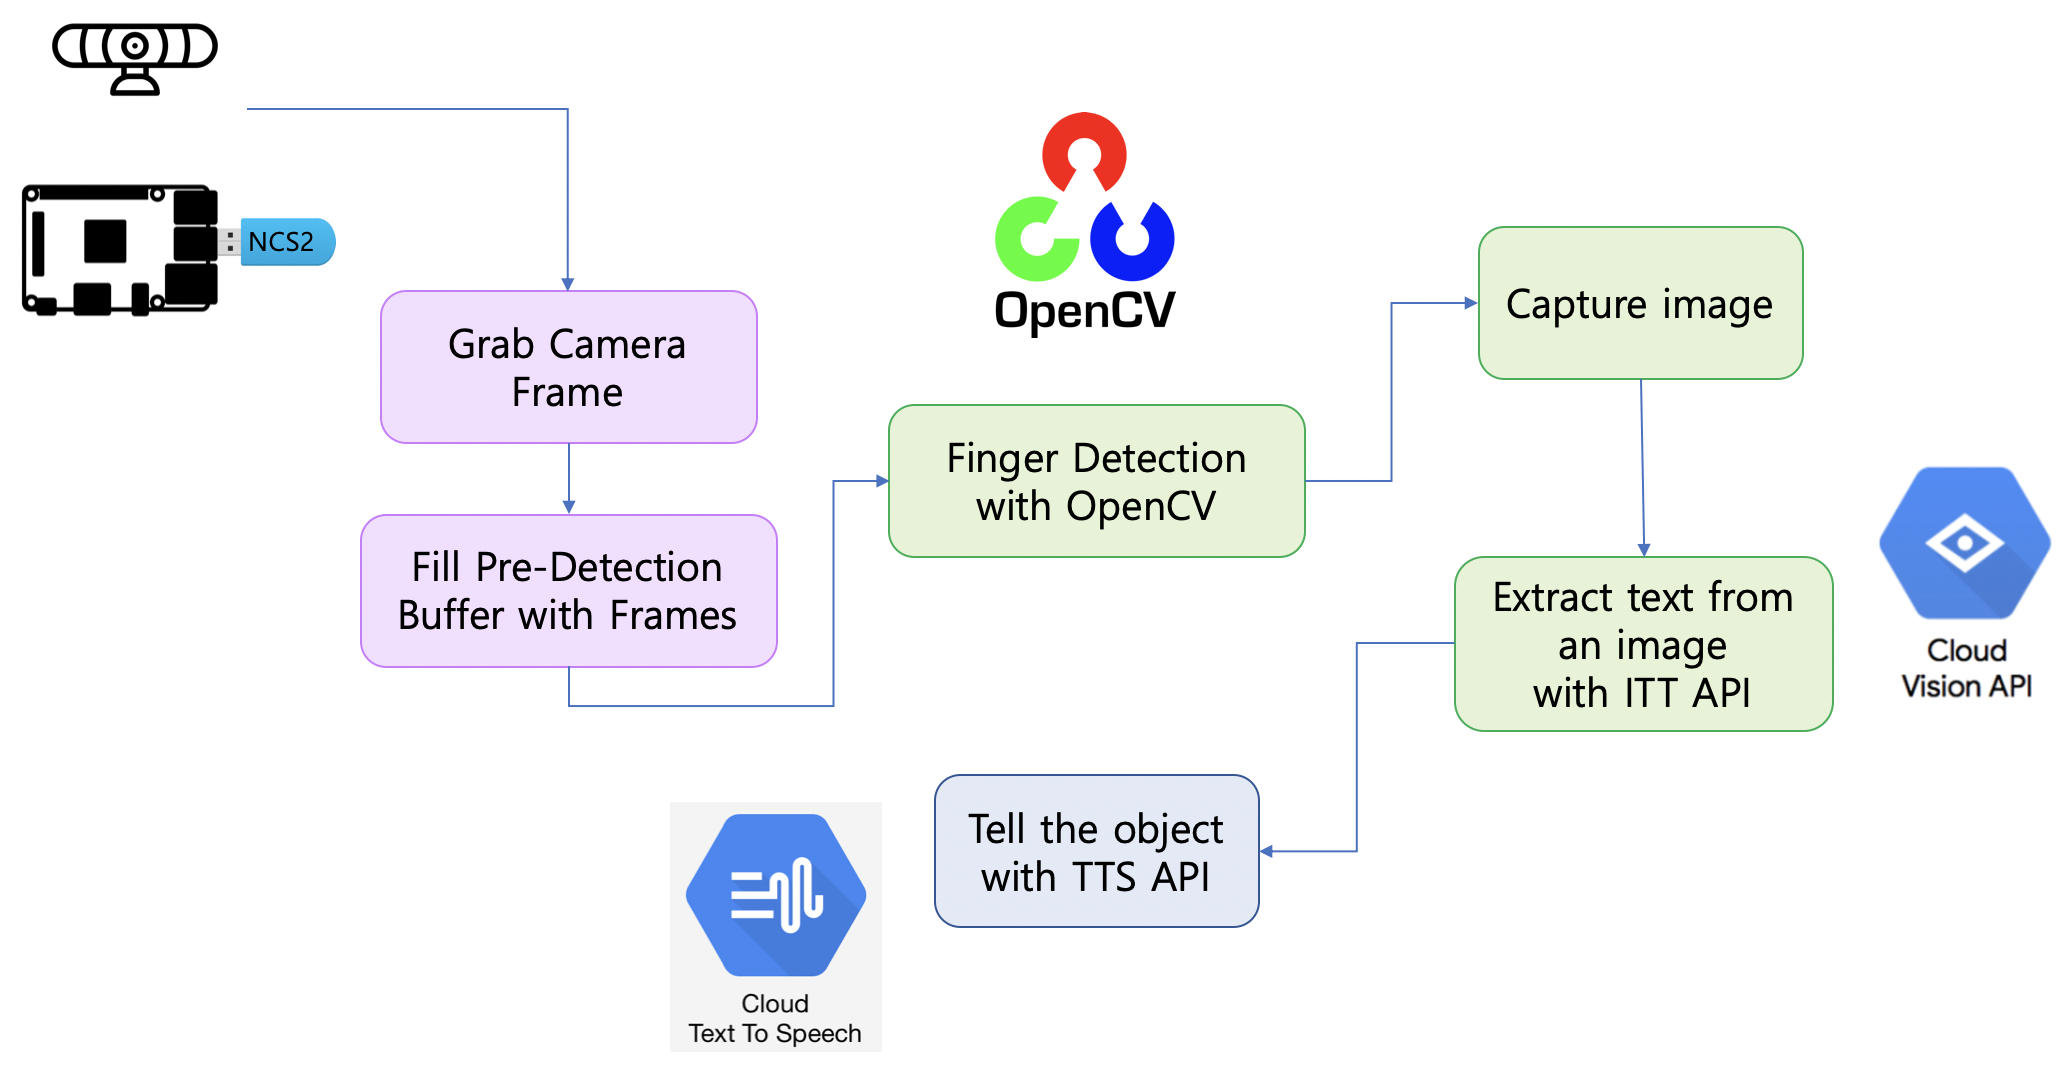 NCS2
Grab Camera
Frame
Fill Pre-Detection
Buffer with Frames
OpenCV
Finger Detection
with OpenCV
Capture image
Extract text from
an image
with ITT API
Cloud
Vision API
Tell the object
with TTS API
Cloud
Text To Speech